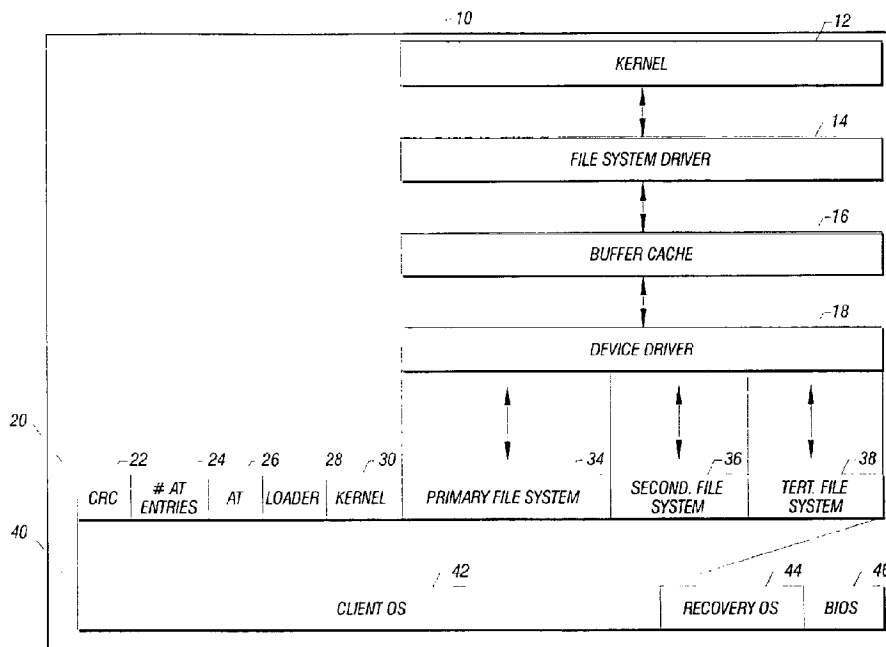 10
12
KERNEL
14
FILE SYSTEM DRIVER
16
BUFFER CACHE
18
DEVICE DRIVER
20
22 24 26 28 30 34 36 38
CRC
# AT
ENTRIES
AT
LOADER
KERNEL
PRIMARY FILE SYSTEM
SECOND. FILE
SYSTEM
TERT. FILE
SYSTEM
40
42 44 46
CLIENT OS
RECOVERY OS
BIOS